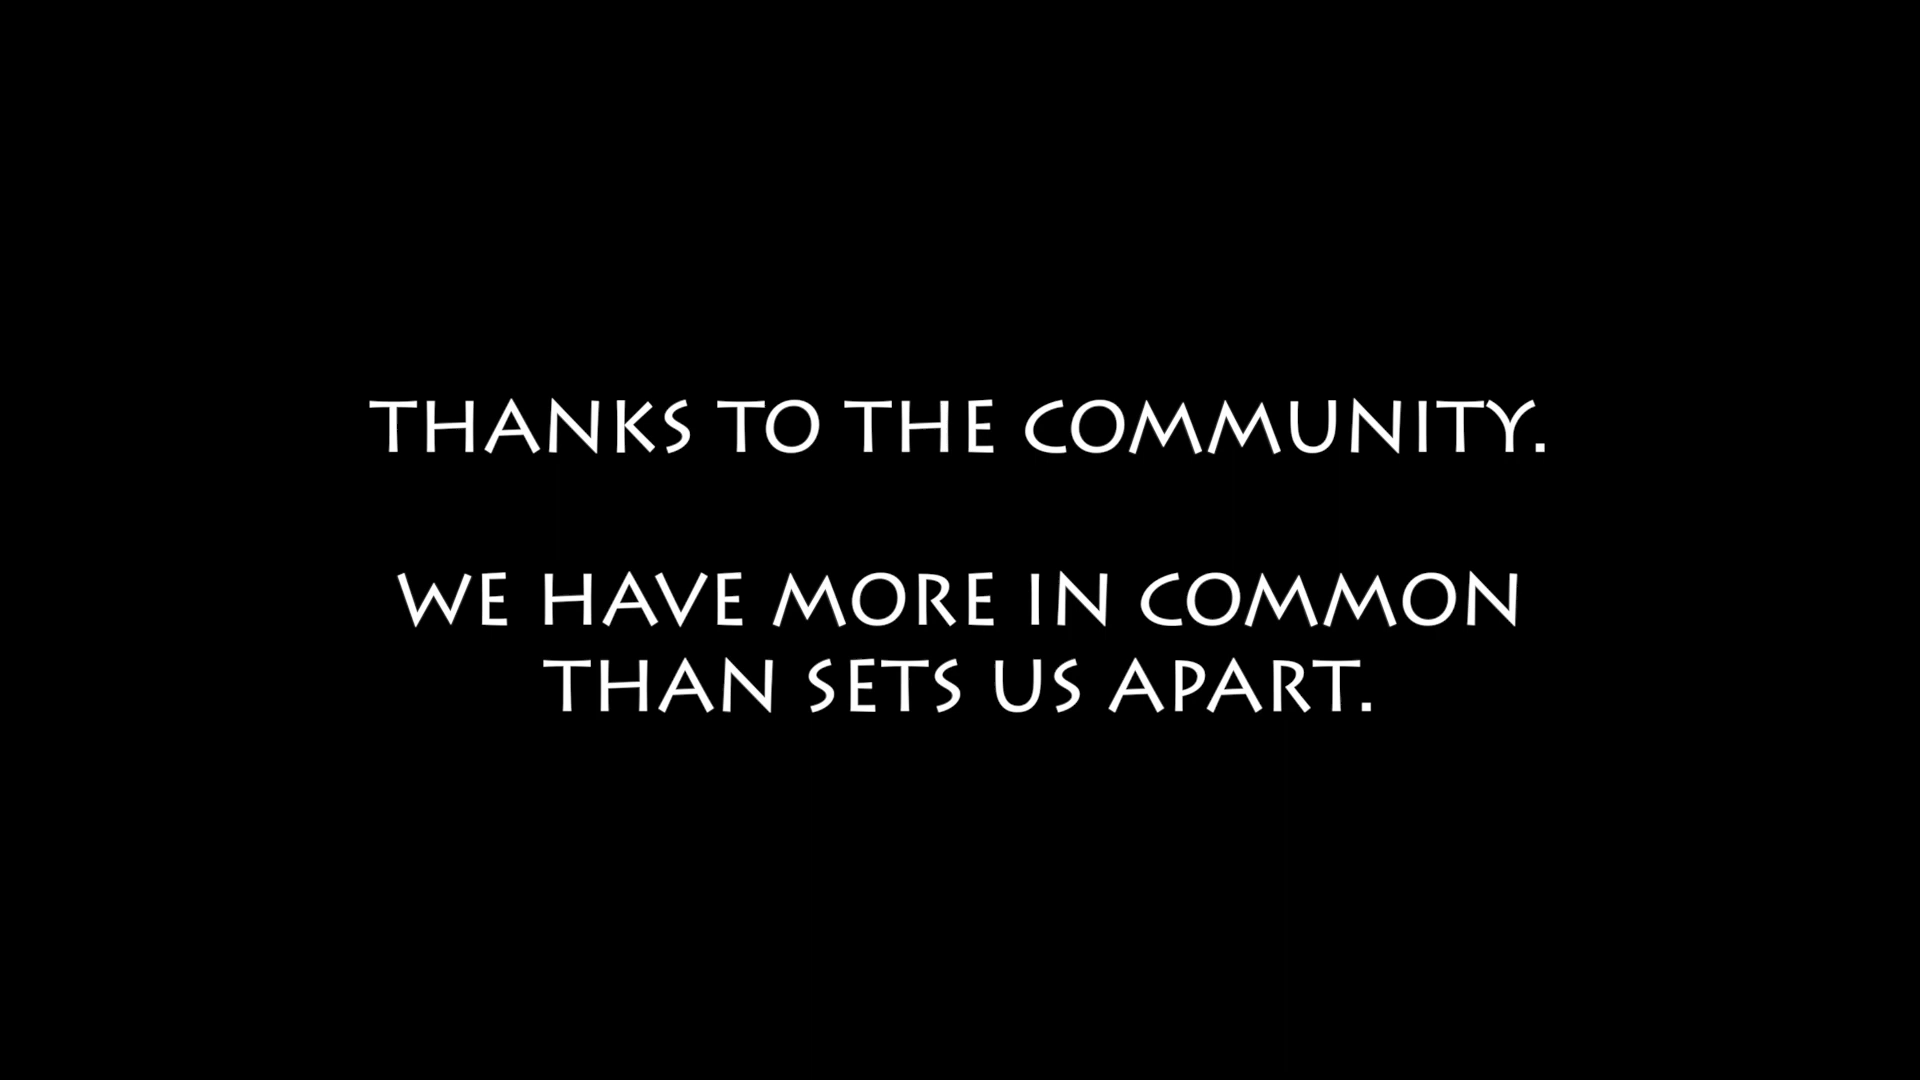 THANKS TO THE COMMUNITY.
WE HAVE MORE IN COMMON
THAN SETS US APART.